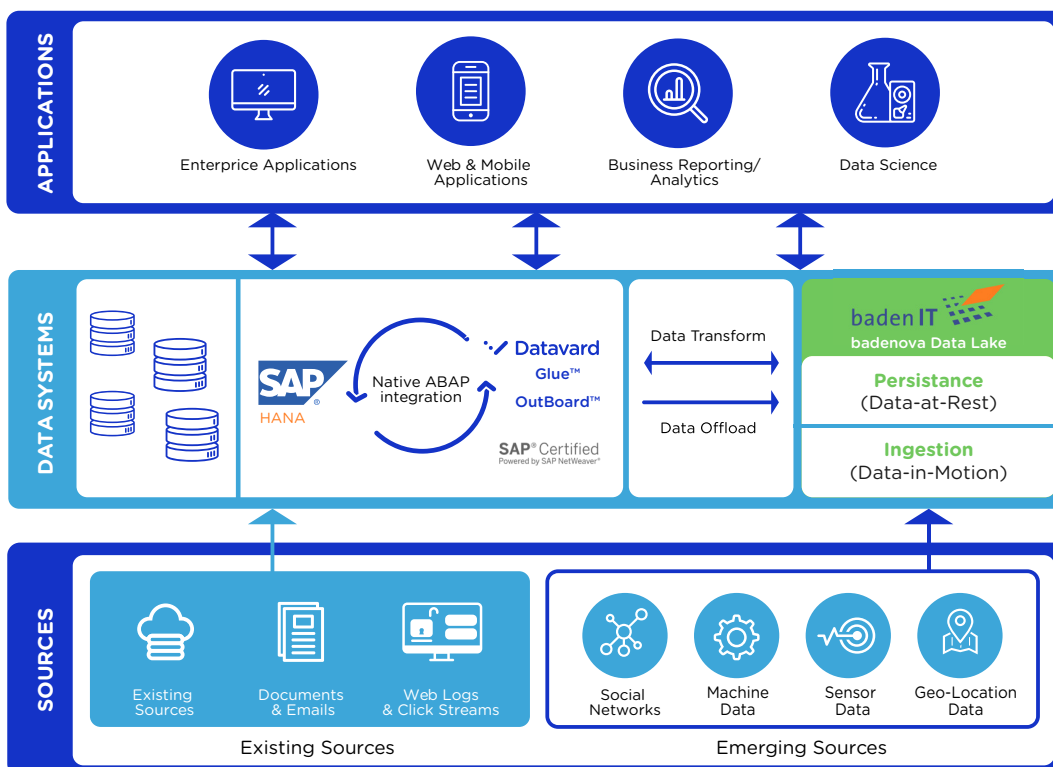 APPLICATIONS
Enterprice Applications
Web & Mobile
Applications
Business Reporting/
Analytics
Data Science
DATA SYSTEMS
SAP®
HANA
Native ABAP
integration
Datavard
Glue™
OutBoard™
SAP® Certified
Powered by SAP NetWeaver®
Data Transform
Data Offload
baden IT
badenova Data Lake
Persistance
(Data-at-Rest)
Ingestion
(Data-in-Motion)
SOURCES
Existing
Sources
Documents
& Emails
Web Logs
& Click Streams
Existing Sources
Social
Networks
Machine
Data
Sensor
Data
Geo-Location
Data
Emerging Sources